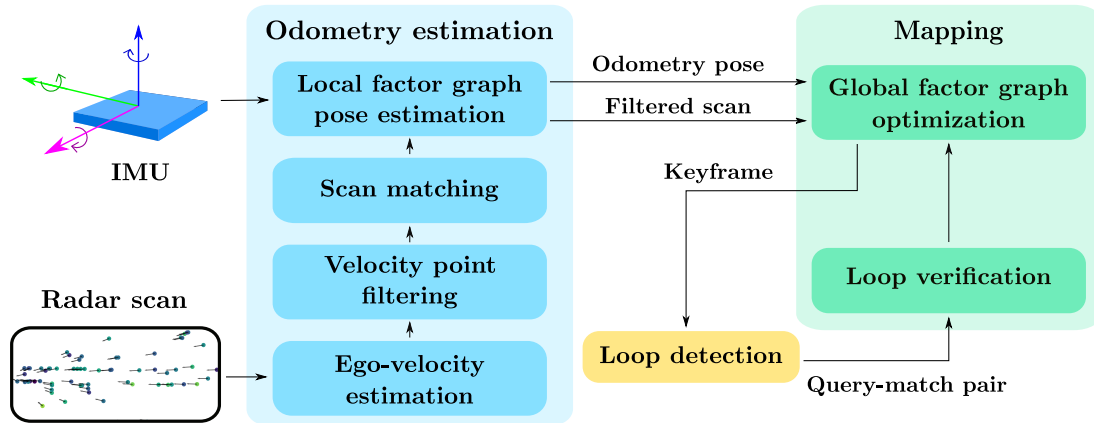 Odometry estimation
Mapping
Local factor graph
pose estimation
Odometry pose
Filtered scan
Global factor graph
optimization
IMU
Scan matching
Keyframe
Velocity point
filtering
Loop verification
Radar scan
Ego-velocity
estimation
Loop detection
Query-match pair